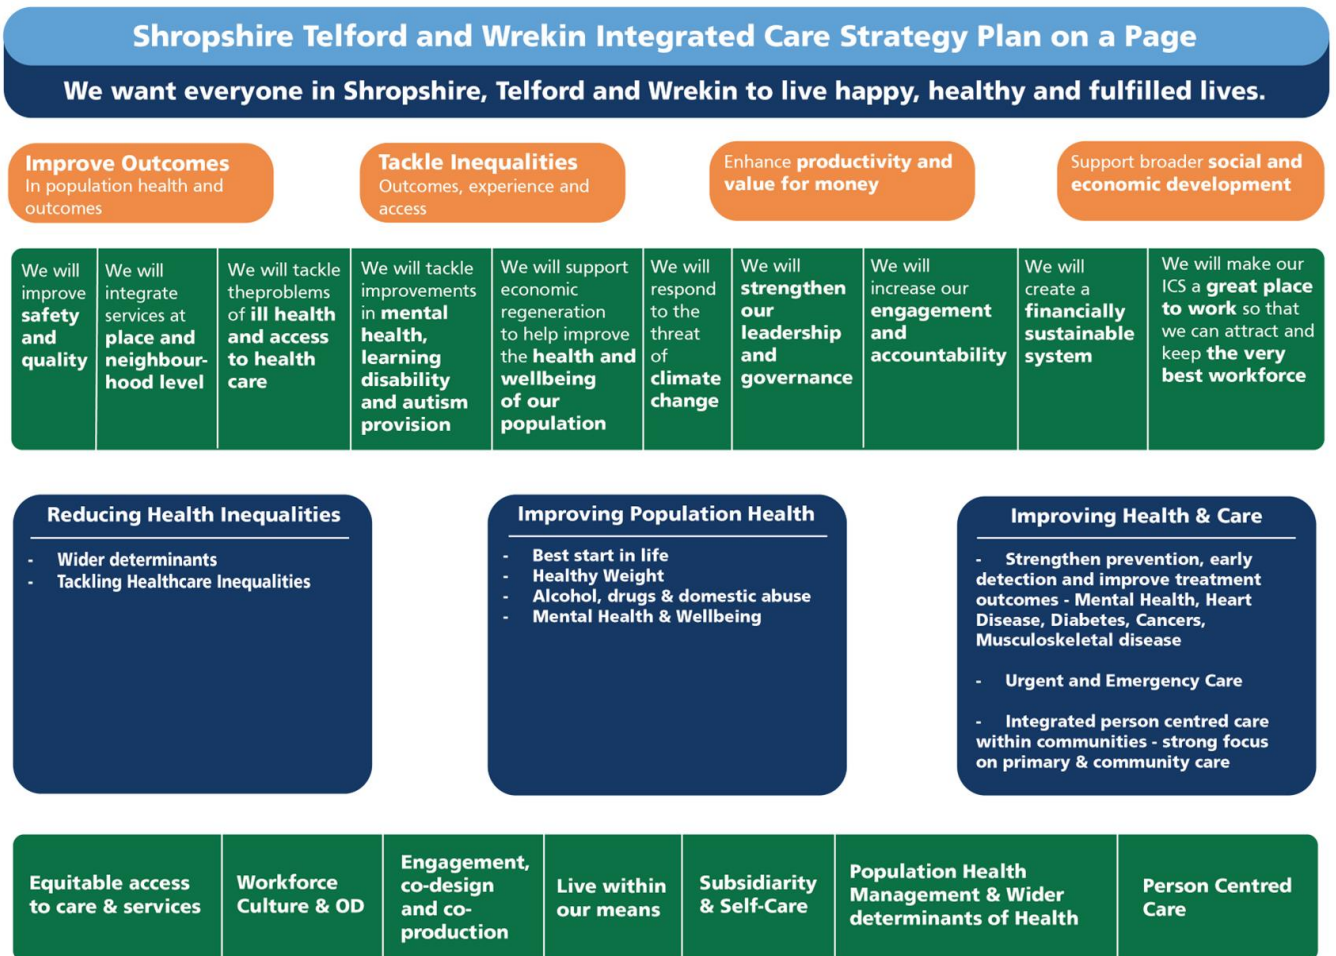 Shropshire Telford and Wrekin Integrated Care Strategy Plan on a Page
We want everyone in Shropshire, Telford and Wrekin to live happy, healthy and fulfilled lives.
Improve Outcomes
In population health and
outcomes
Tackle Inequalities
Outcomes, experience and
access
Enhance productivity and
value for money
Support broader social and
economic development
We will
improve
safety
and
quality
We will
integrate
services at
place and
neighbour-
hood level
We will tackle
theproblems
of ill health
and access
to health
care
We will tackle
improvements
in mental
health,
learning
disability
and autism
provision
We will support
economic
regeneration
to help improve
the health and
wellbeing
of our
population
We will
respond
to the
threat
of
climate
change
We will
strengthen
our
leadership
and
governance
We will
increase our
engagement
and
accountability
We will
create a
financially
sustainable
system
We will make our
ICS a great place
to work so that
we can attract and
keep the very
best workforce
Reducing Health Inequalities
- Wider determinants
- Tackling Healthcare Inequalities
Improving Population Health
- Best start in life
- Healthy Weight
- Alcohol, drugs & domestic abuse
- Mental Health & Wellbeing
Improving Health & Care
- Strengthen prevention, early
detection and improve treatment
outcomes - Mental Health, Heart
Disease, Diabetes, Cancers,
Musculoskeletal disease
- Urgent and Emergency Care
- Integrated person centred care
within communities - strong focus
on primary & community care
Equitable access
to care & services
Workforce
Culture & OD
Engagement,
co-design
and co-
production
Live within
our means
Subsidiarity
& Self-Care
Population Health
Management & Wider
determinants of Health
Person Centred
Care